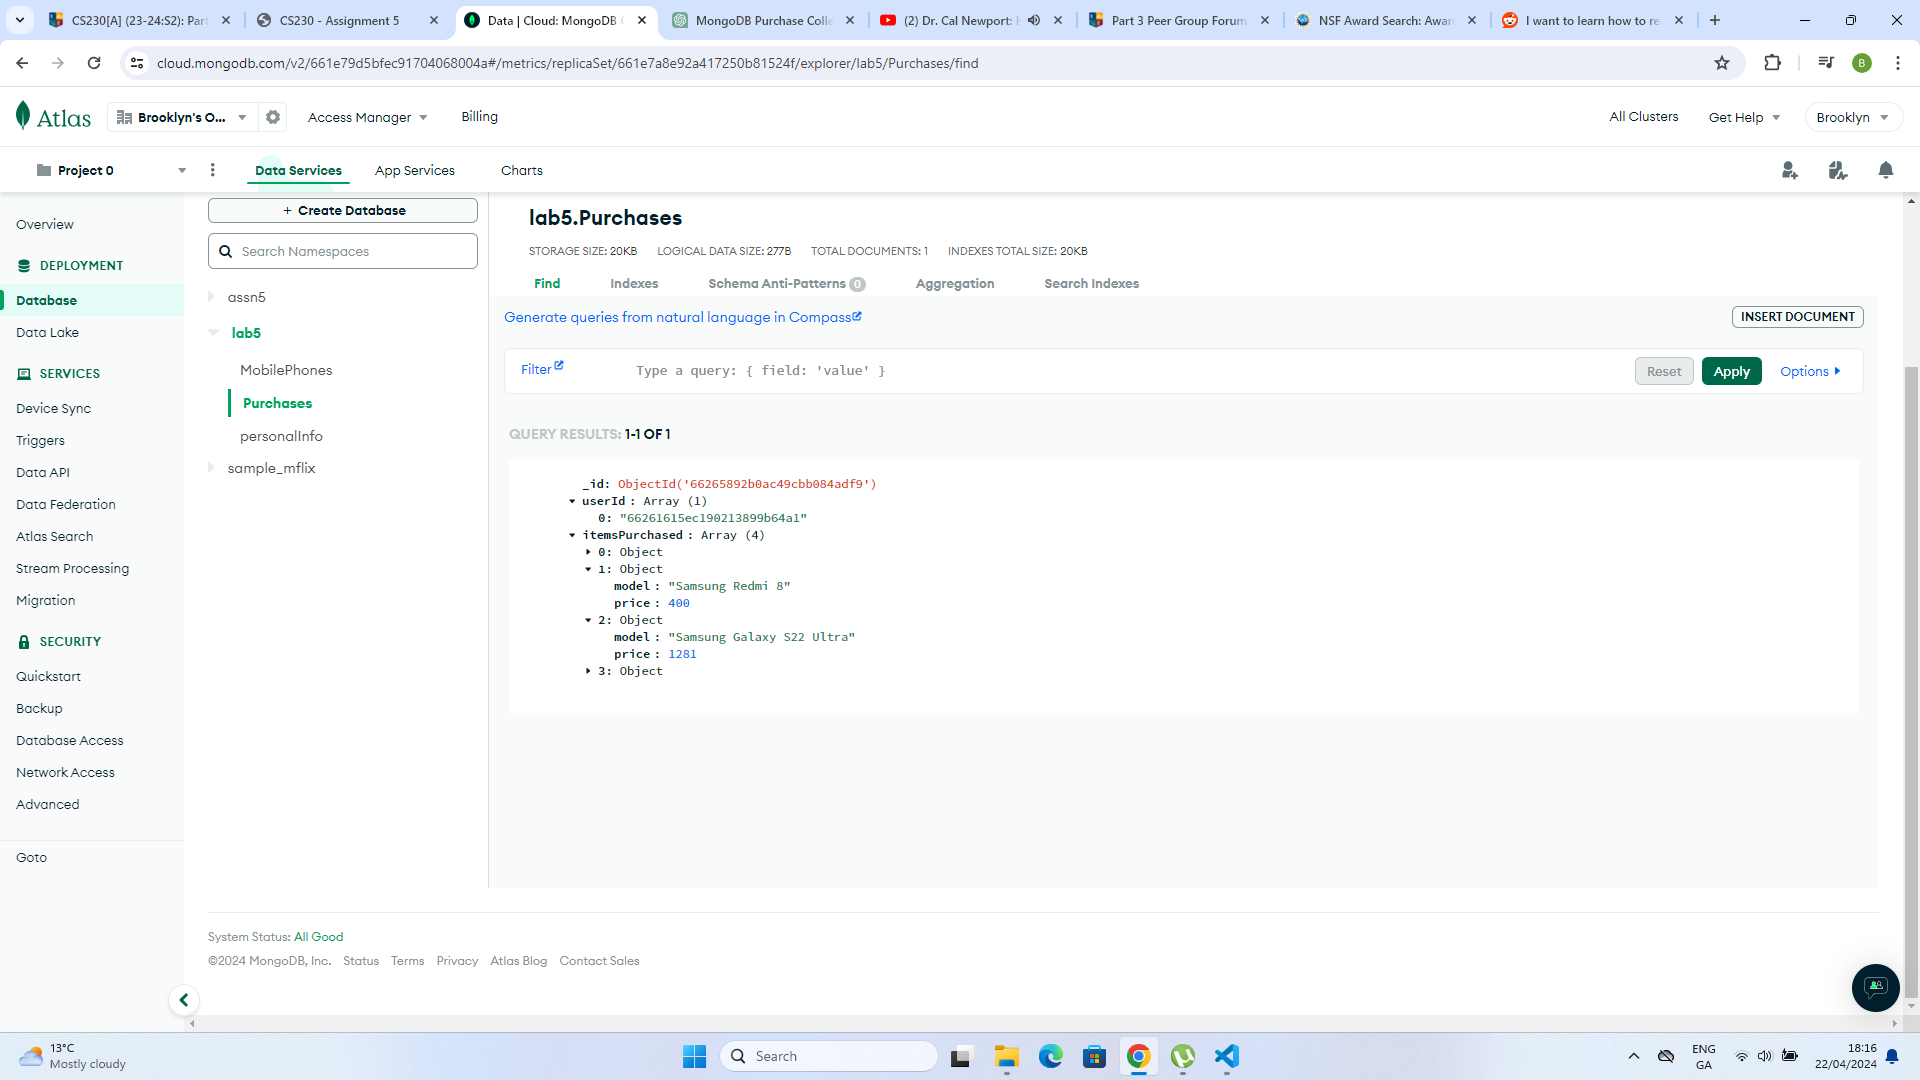 CS230[A] (23-24:S2): Part
CS230 - Assignment 5
Data | Cloud: MongoDB C
MongoDB Purchase Colle
(2) Dr. Cal Newport: H
Part 3 Peer Group Forum
NSF Award Search: Awar
I want to learn how to re
cloud.mongodb.com/v2/661e79d5bfec91704068004a#/metrics/replicaSet/661e7a8e92a417250b81524f/explorer/lab5/Purchases/find
B
Atlas
Brooklyn's O...
Access Manager
Billing
All Clusters
Get Help
Brooklyn
Project 0
Data Services
App Services
Charts
Overview
DEPLOYMENT
Database
Data Lake
SERVICES
Device Sync
Triggers
Data API
Data Federation
Atlas Search
Stream Processing
Migration
SECURITY
Quickstart
Backup
Database Access
Network Access
Advanced
Goto
+ Create Database
Search Namespaces
assn5
lab5
MobilePhones
Purchases
personalInfo
sample_mflix
lab5.Purchases
STORAGE SIZE: 20KB LOGICAL DATA SIZE: 277B TOTAL DOCUMENTS: 1 INDEXES TOTAL SIZE: 20KB
Find
Indexes
Schema Anti-Patterns 0
Aggregation
Search Indexes
Generate queries from natural language in Compass
INSERT DOCUMENT
Filter
Type a query: { field: 'value' }
Reset
Apply
Options
QUERY RESULTS: 1-1 OF 1
_id: ObjectId('66265892b0ac49cbb084adf9')
userId: Array (1)
0: "66261615ec190213899b64a1"
itemsPurchased: Array (4)
0: Object
1: Object
model: "Samsung Redmi 8"
price: 400
2: Object
model: "Samsung Galaxy S22 Ultra"
price: 1281
3: Object
System Status: All Good
©2024 MongoDB, Inc. Status Terms Privacy Atlas Blog Contact Sales
13°C
Mostly cloudy
Search
ENG
GA
18:16
22/04/2024